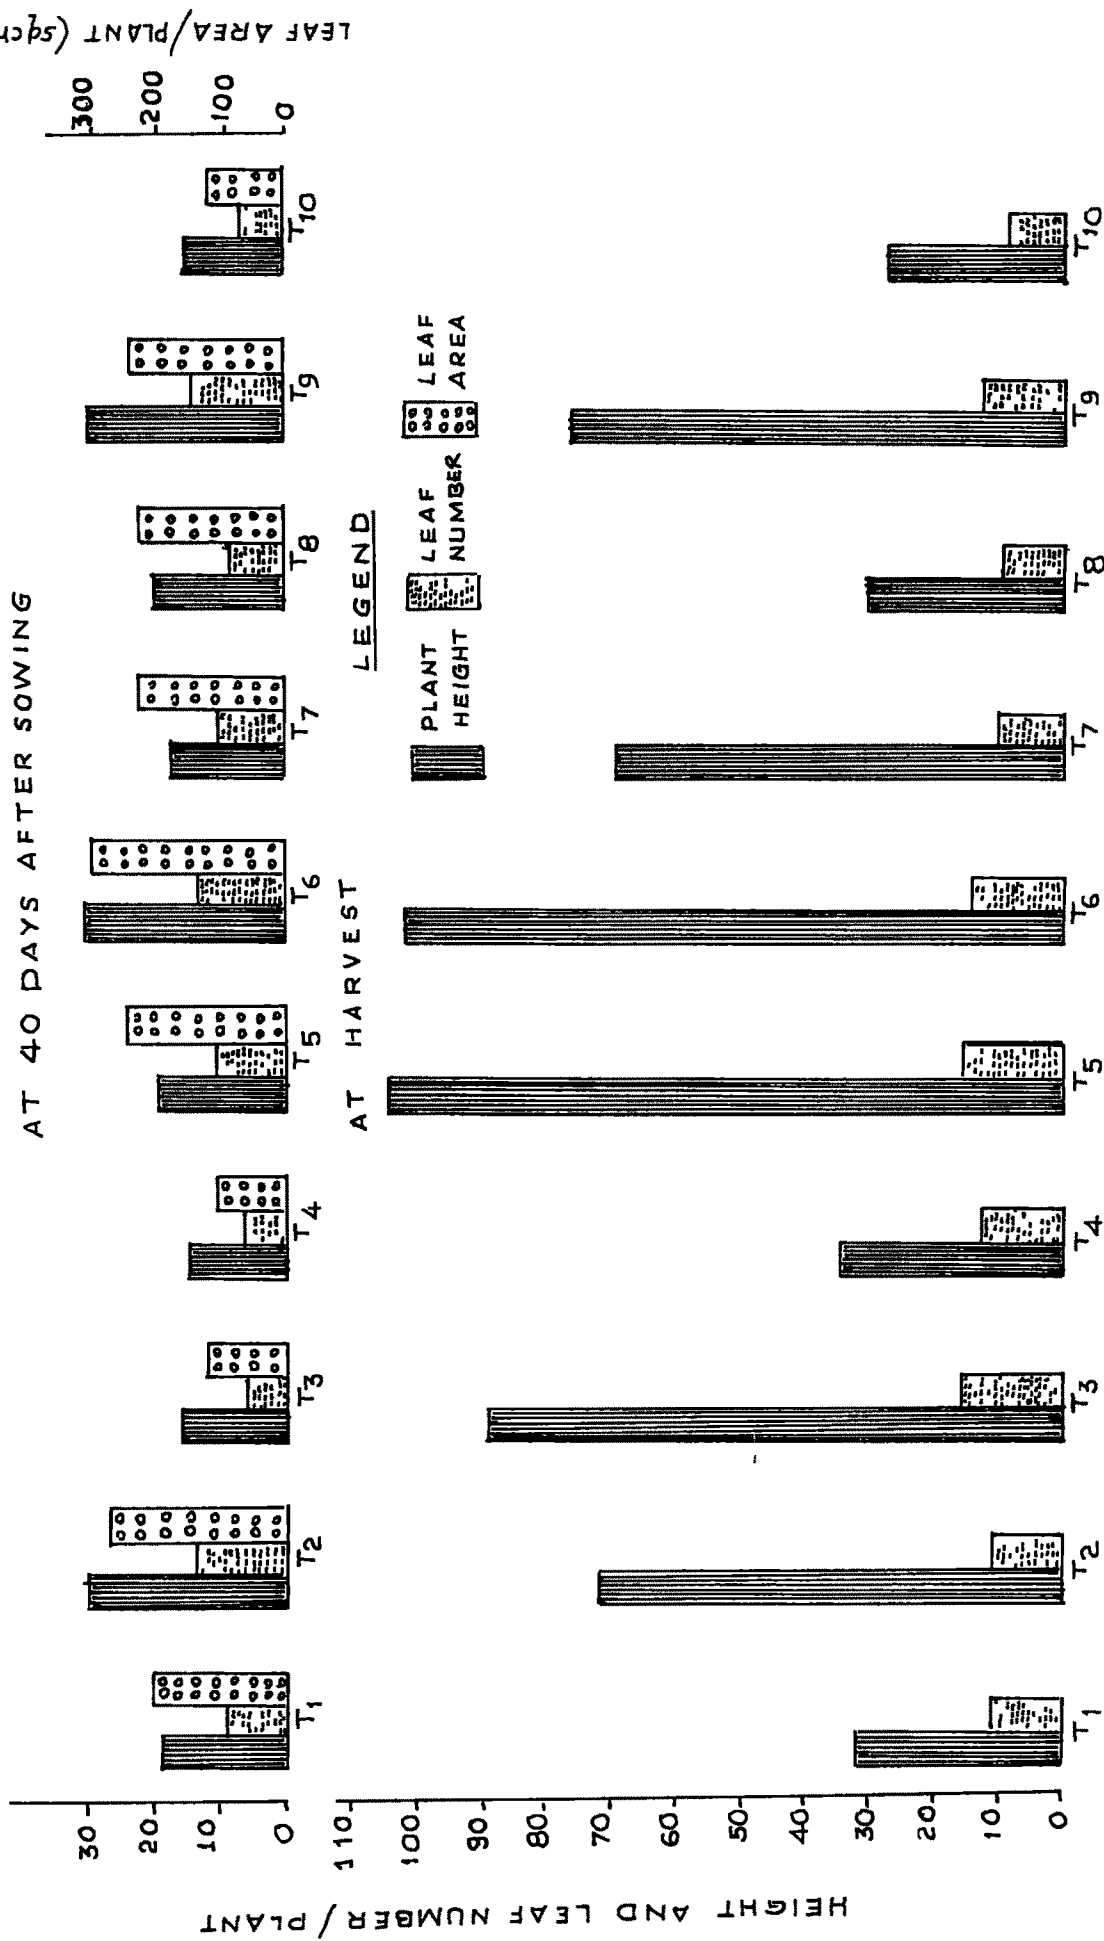 AT 40 DAYS AFTER SOWING
HEIGHT AND LEAF NUMBER/PLANT
30
20
10
0
LEAF AREA/PLANT (sqcm
300
200
100
0
T1 T2 T3 T4 T5 T6 T7 T8 T9 T10
AT HARVEST
LEGEND
PLANT HEIGHT
LEAF NUMBER
LEAF AREA
110
100
90
80
70
60
50
40
30
20
10
0
T1 T2 T3 T4 T5 T6 T7 T8 T9 T10